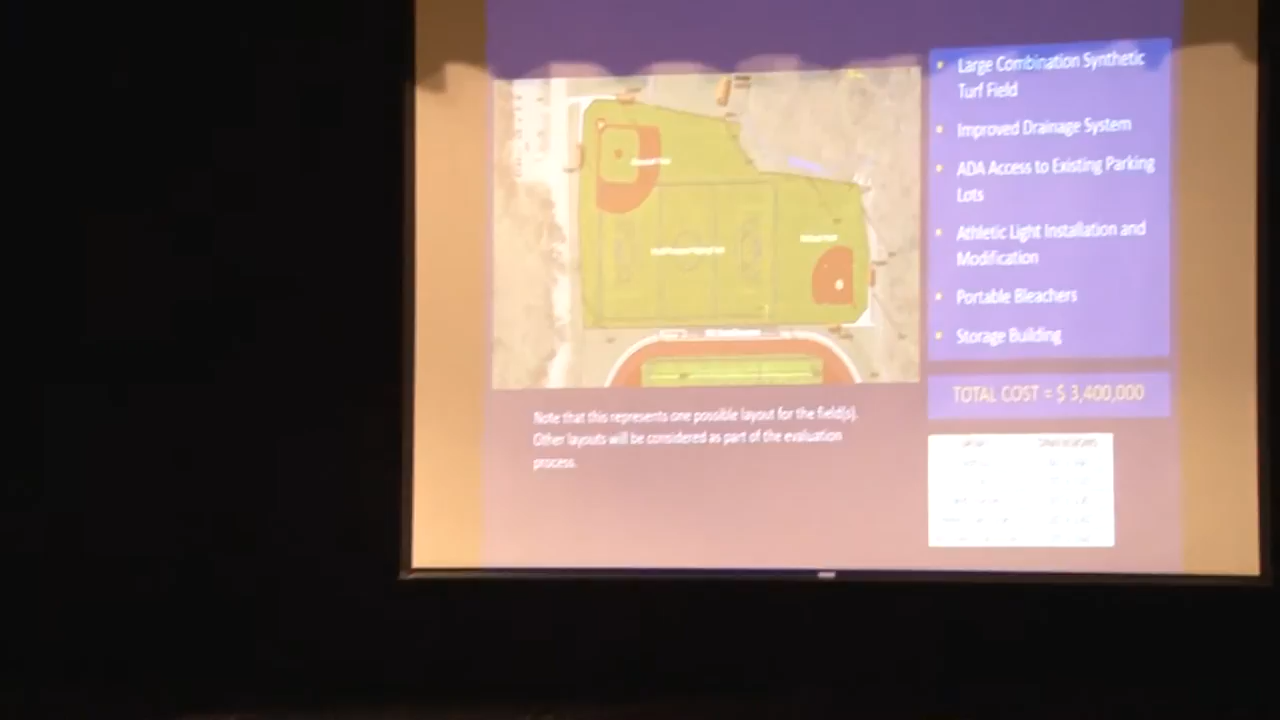 • Large Combination Synthetic
Turf Field
• Improved Drainage System
• ADA Access to Existing Parking
Lots
• Athletic Light Installation and
Modification
• Portable Bleachers
• Storage Building
TOTAL COST = $ 3,400,000
Note that this represents one possible layout for the field(s).
Other layouts will be considered as part of the evaluation
process.